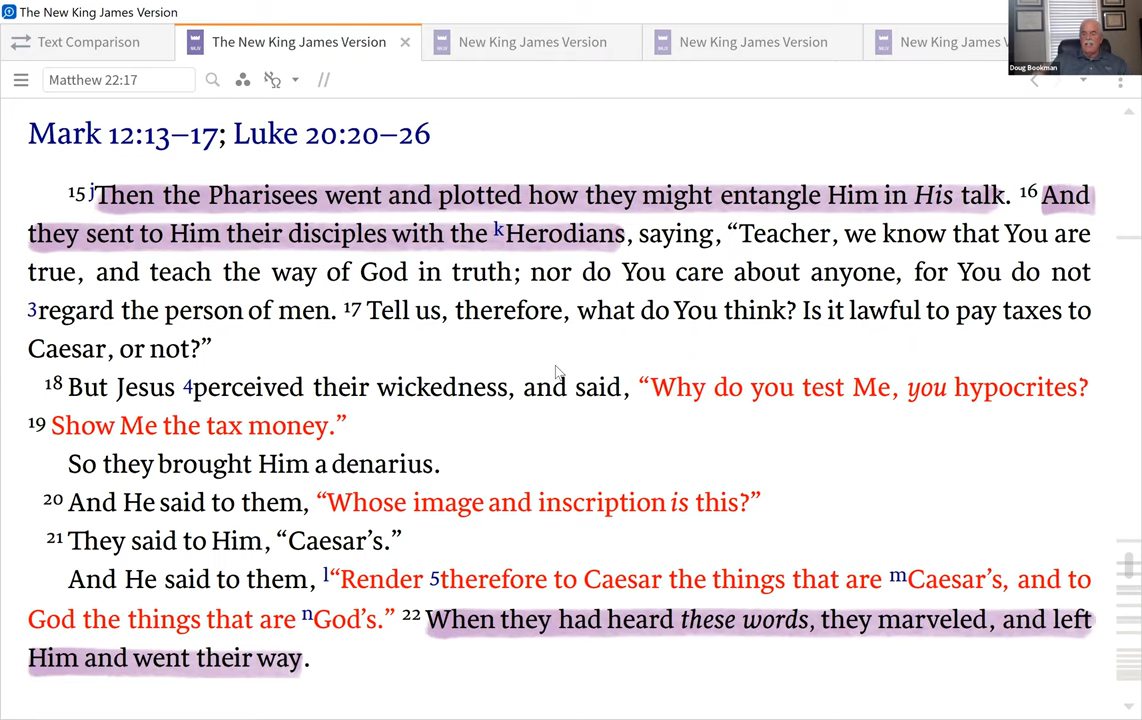 The New King James Version
Text Comparison
The New King James Version
New King James Version
New King James Version
New King James V
Doug Bookman
Matthew 22:17
Mark 12:13–17; Luke 20:20–26
15 jThen the Pharisees went and plotted how they might entangle Him in His talk. 16 And
they sent to Him their disciples with the kHerodians, saying, “Teacher, we know that You are
true, and teach the way of God in truth; nor do You care about anyone, for You do not
3regard the person of men. 17 Tell us, therefore, what do You think? Is it lawful to pay taxes to
Caesar, or not?”
18 But Jesus 4perceived their wickedness, and said, “Why do you test Me, you hypocrites?
19 Show Me the tax money.”
So they brought Him a denarius.
20 And He said to them, “Whose image and inscription is this?”
21 They said to Him, “Caesar’s.”
And He said to them, l“Render 5therefore to Caesar the things that are mCaesar’s, and to
God the things that are nGod’s.” 22 When they had heard these words, they marveled, and left
Him and went their way.